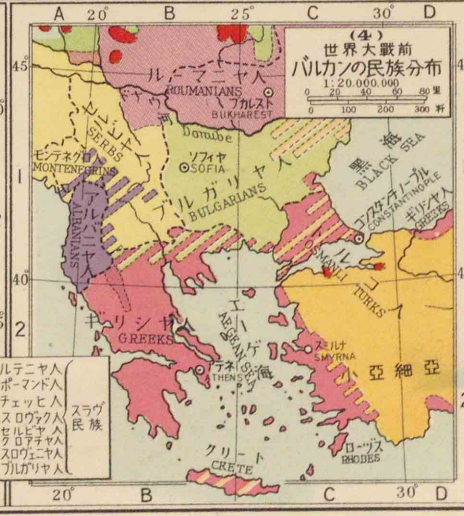 A 20° B 25° C 30° D
(4)
世界大戰前
バルカンの民族分布
1:20.000.000
0 20 40 60 80 里
0 100 200 300 粁
45
ルーマニヤ人
ROUMANIANS
ブカレスト
BUKHAREST
セルビヤ人
SERBS
Danube
ソフィヤ
SOFIA
モンテネグロ人
MONTENEGRINS
ブルガリヤ人
BULGARIANS
黑海
BLACK SEA
コンスタンチノープル
CONSTANTINOPLE
ギリシヤ人
GREEKS
1
アルバニヤ人
ALBANIANS
トルコ人
OSMANLI TURKS
40
ギリシヤ人
GREEKS
エーゲ海
AEGEAN SEA
2
スミルナ
SMYRNA
アテネ
ATHENS
小亞細亞
ルテニヤ人
ポーマンド人
チェッヒ人
スロヴァク人
セルビヤ人
クロアチャ人
スロヴェニヤ人
ブルガリヤ人
スラヴ民族
クリート
CRETE
ローヅス
RHODES
20° B 25° C 30° D